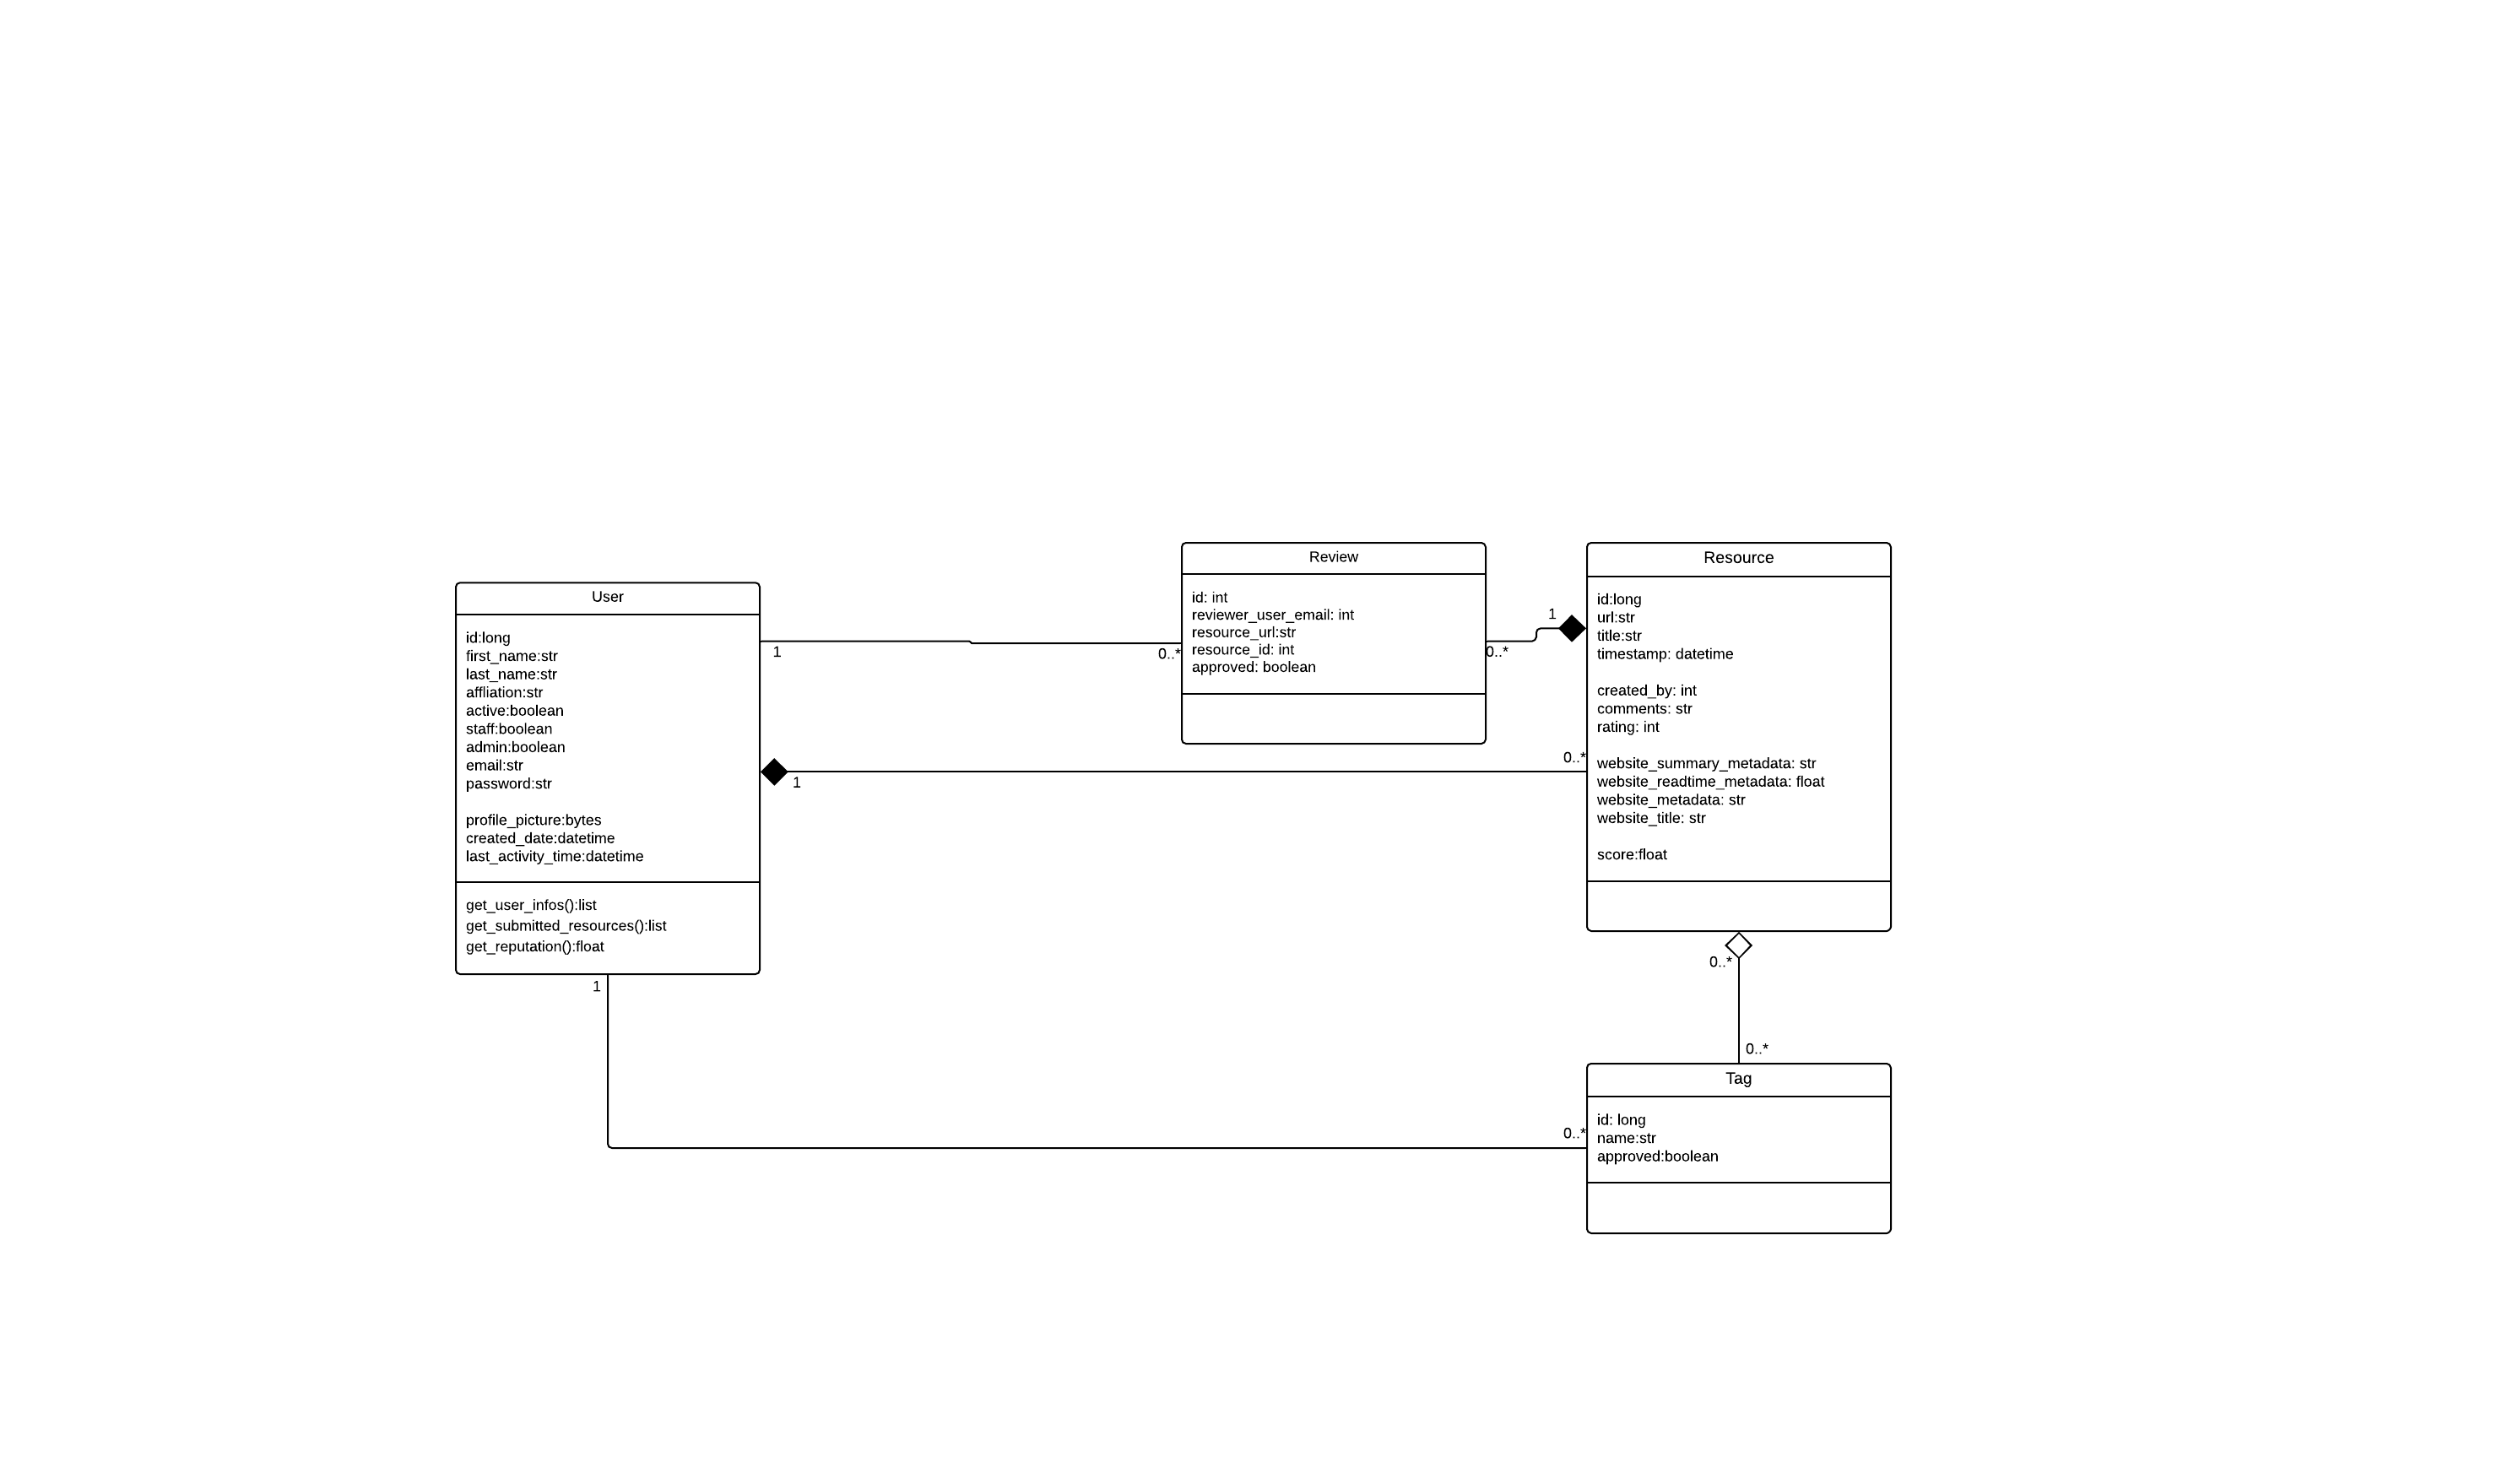 User
id:long
first_name:str
last_name:str
affliation:str
active:boolean
staff:boolean
admin:boolean
email:str
password:str
profile_picture:bytes
created_date:datetime
last_activity_time:datetime
get_user_infos():list
get_submitted_resources():list
get_reputation():float
1
0..*
1
0..*
1
0..*
Review
id: int
reviewer_user_email: int
resource_url:str
resource_id: int
approved: boolean
0..*
1
Resource
id:long
url:str
title:str
timestamp: datetime
created_by: int
comments: str
rating: int
website_summary_metadata: str
website_readtime_metadata: float
website_metadata: str
website_title: str
score:float
0..*
0..*
Tag
id: long
name:str
approved:boolean